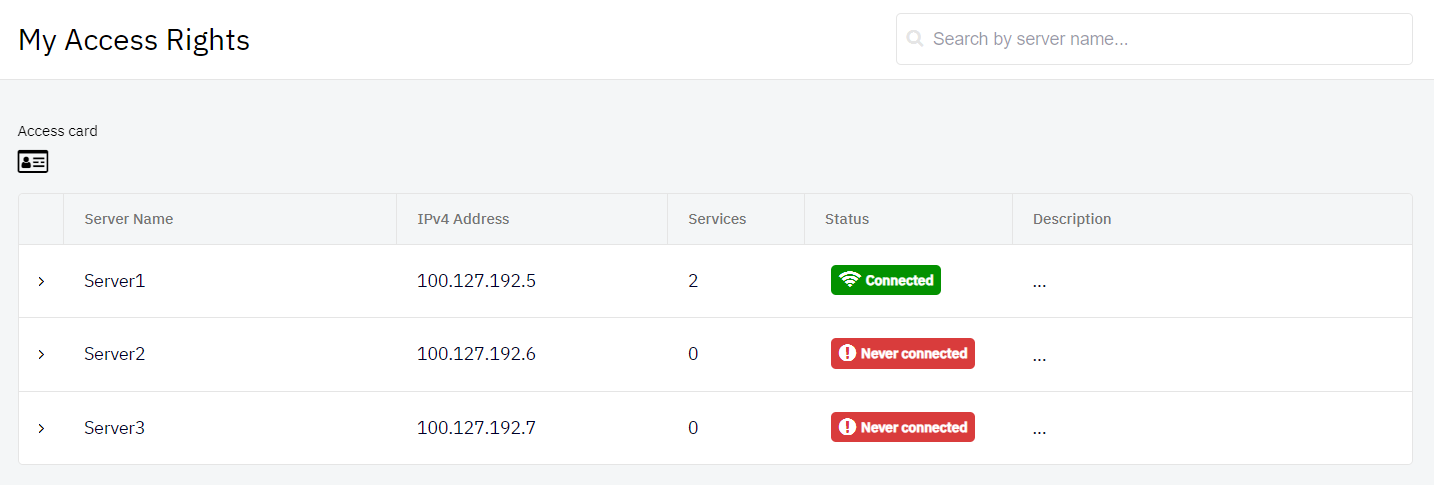 My Access Rights
Search by server name...
Access card
Server Name IPv4 Address Services Status Description
Server1 100.127.192.5 2 Connected ...
Server2 100.127.192.6 0 Never connected ...
Server3 100.127.192.7 0 Never connected ...